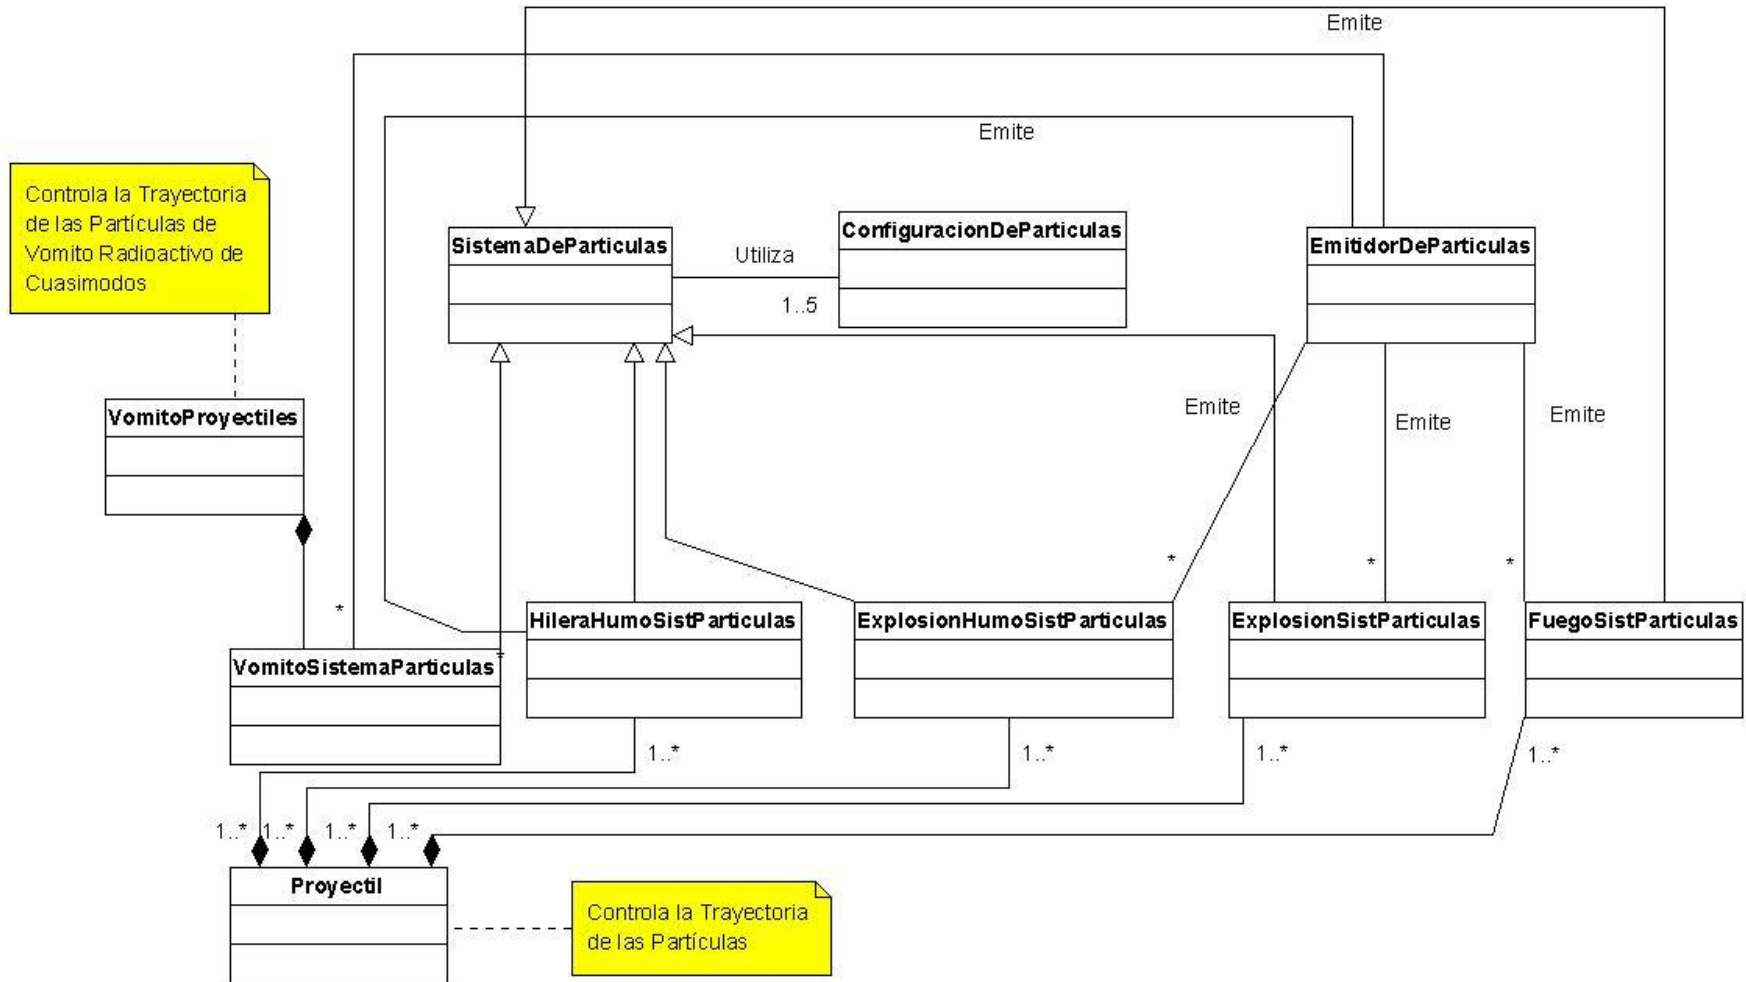 Emite
Emite
Controla la Trayectoria
de las Partículas de
Vomito Radioactivo de
Cuasimodos
SistemaDeParticulas
Utiliza
1..5
ConfiguracionDeParticulas
EmitidorDeParticulas
VomitoProyectiles
Emite
Emite
Emite
*
*
*
*
HileraHumoSistParticulas
ExplosionHumoSistParticulas
ExplosionSistParticulas
FuegoSistParticulas
VomitoSistemaParticulas
*
1..*
1..*
1..*
1..*
1..*
1..*
1..*
1..*
Proyectil
Controla la Trayectoria
de las Partículas